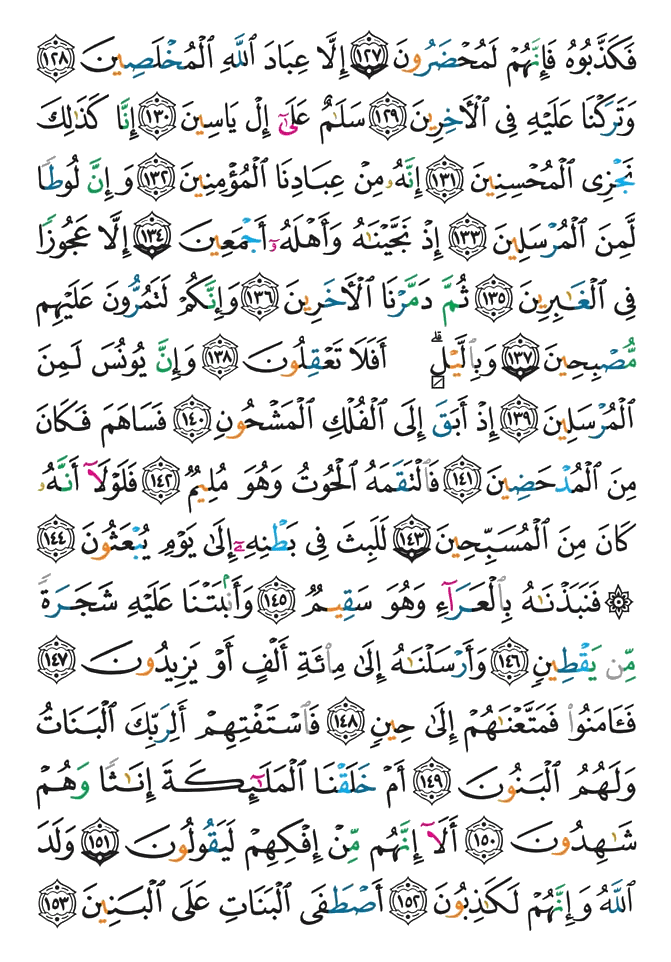 فَكَذَّبُوهُ فَإِنَّهُمْ لَمُحْضَرُونَ ١٢٧ إِلَّا عِبَادَ ٱللَّهِ ٱلْمُخْلَصِينَ ١٢٨
وَتَرَكْنَا عَلَيْهِ فِى ٱلْءَاخِرِينَ ١٢٩ سَلَـٰمٌ عَلَىٰٓ إِلْ يَاسِينَ ١٣٠ إِنَّا كَذَٰلِكَ
نَجْزِى ٱلْمُحْسِنِينَ ١٣١ إِنَّهُۥ مِنْ عِبَادِنَا ٱلْمُؤْمِنِينَ ١٣٢ وَإِنَّ لُوطًا
لَّمِنَ ٱلْمُرْسَلِينَ ١٣٣ إِذْ نَجَّيْنَـٰهُ وَأَهْلَهُۥٓ أَجْمَعِينَ ١٣٤ إِلَّا عَجُوزًا
فِى ٱلْغَـٰبِرِينَ ١٣٥ ثُمَّ دَمَّرْنَا ٱلْءَاخَرِينَ ١٣٦ وَإِنَّكُمْ لَتَمُرُّونَ عَلَيْهِم
مُّصْبِحِينَ ١٣٧ وَبِٱلَّيْلِ ۗ أَفَلَا تَعْقِلُونَ ١٣٨ وَإِنَّ يُونُسَ لَمِنَ
ٱلْمُرْسَلِينَ ١٣٩ إِذْ أَبَقَ إِلَى ٱلْفُلْكِ ٱلْمَشْحُونِ ١٤٠ فَسَاهَمَ فَكَانَ
مِنَ ٱلْمُدْحَضِينَ ١٤١ فَٱلْتَقَمَهُ ٱلْحُوتُ وَهُوَ مُلِيمٌ ١٤٢ فَلَوْلَآ أَنَّهُۥ
كَانَ مِنَ ٱلْمُسَبِّحِينَ ١٤٣ لَلَبِثَ فِى بَطْنِهِۦٓ إِلَىٰ يَوْمِ يُبْعَثُونَ ١٤٤
۞ فَنَبَذْنَـٰهُ بِٱلْعَرَآءِ وَهُوَ سَقِيمٌ ١٤٥ وَأَنۢبَتْنَا عَلَيْهِ شَجَرَةً
مِّن يَقْطِينٍ ١٤٦ وَأَرْسَلْنَـٰهُ إِلَىٰ مِا۟ئَةِ أَلْفٍ أَوْ يَزِيدُونَ ١٤٧
فَـَٔامَنُوا۟ فَمَتَّعْنَـٰهُمْ إِلَىٰ حِينٍ ١٤٨ فَٱسْتَفْتِهِمْ أَلِرَبِّكَ ٱلْبَنَاتُ
وَلَهُمُ ٱلْبَنُونَ ١٤٩ أَمْ خَلَقْنَا ٱلْمَلَـٰٓئِكَةَ إِنَـٰثًا وَهُمْ
شَـٰهِدُونَ ١٥٠ أَلَآ إِنَّهُم مِّنْ إِفْكِهِمْ لَيَقُولُونَ ١٥١ وَلَدَ
ٱللَّهُ وَإِنَّهُمْ لَكَـٰذِبُونَ ١٥٢ أَصْطَفَى ٱلْبَنَاتِ عَلَى ٱلْبَنِينَ ١٥٣